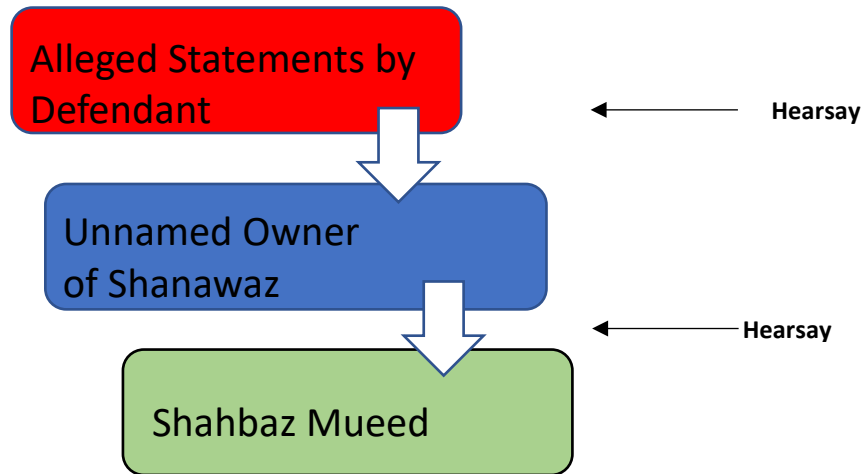 Alleged Statements by
Defendant
Hearsay
Unnamed Owner
of Shanawaz
Hearsay
Shahbaz Mueed